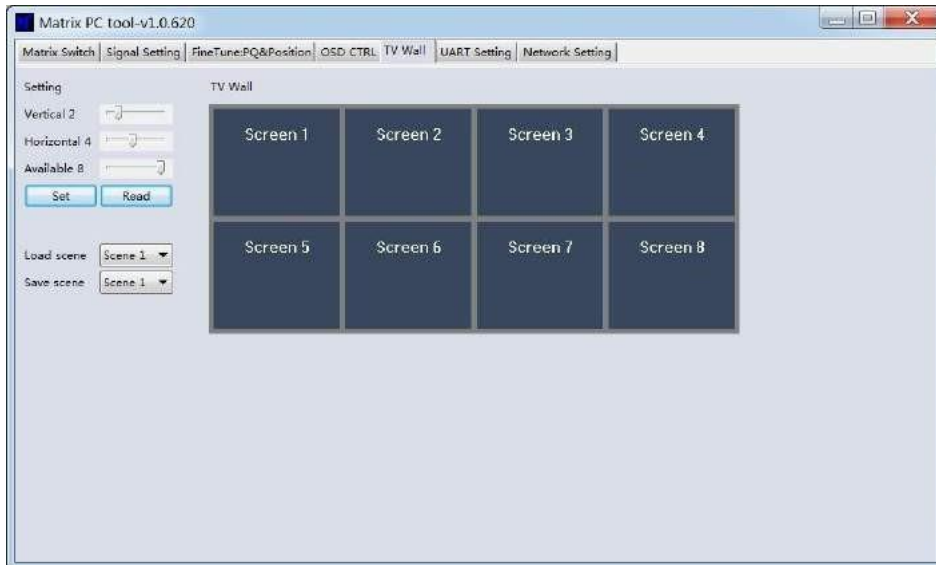 Matrix PC tool-v1.0.620
Matrix Switch Signal Setting FineTune:PQ&Position OSD CTRL TV Wall UART Setting Network Setting
Setting
TV Wall
Vertical 2
Horizontal 4
Available 8
Set Read
Load scene Scene 1
Save scene Scene 1
Screen 1 Screen 2 Screen 3 Screen 4
Screen 5 Screen 6 Screen 7 Screen 8